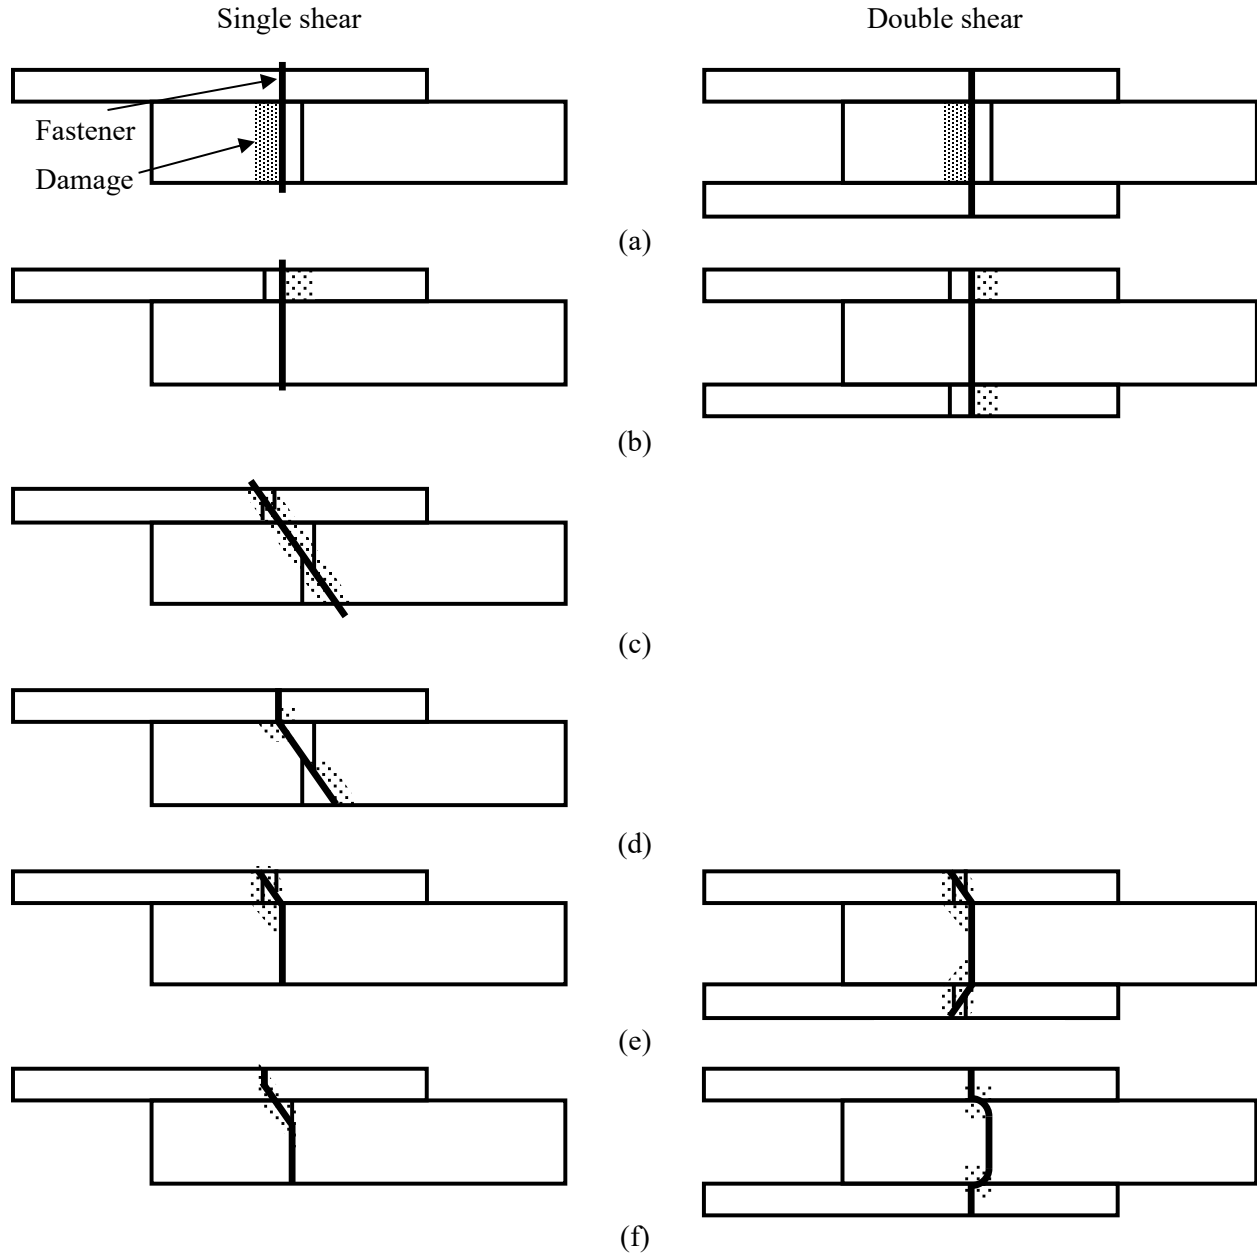 Single shear
Double shear
Fastener
Damage
(a)
(b)
(c)
(d)
(e)
(f)